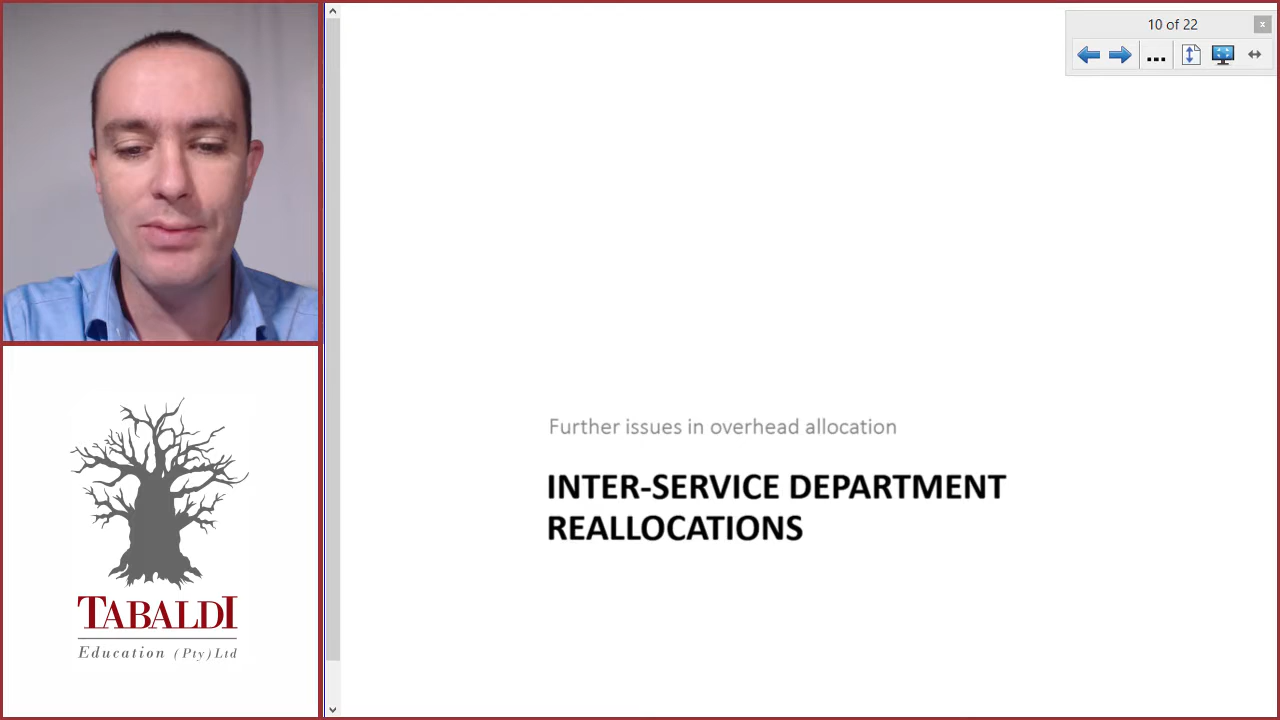 10 of 22
Further issues in overhead allocation
INTER-SERVICE DEPARTMENT
REALLOCATIONS
TABALDI
Education (Pty) Ltd